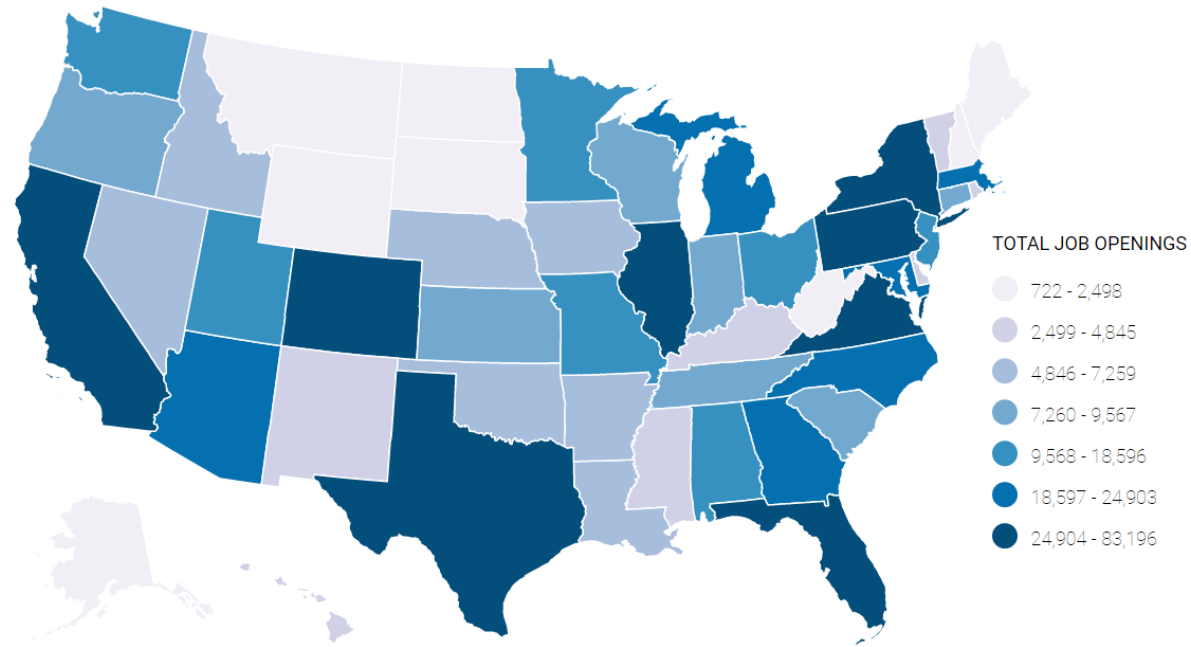 TOTAL JOB OPENINGS
722 - 2,498
2,499 - 4,845
4,846 - 7,259
7,260 - 9,567
9,568 - 18,596
18,597 - 24,903
24,904 - 83,196